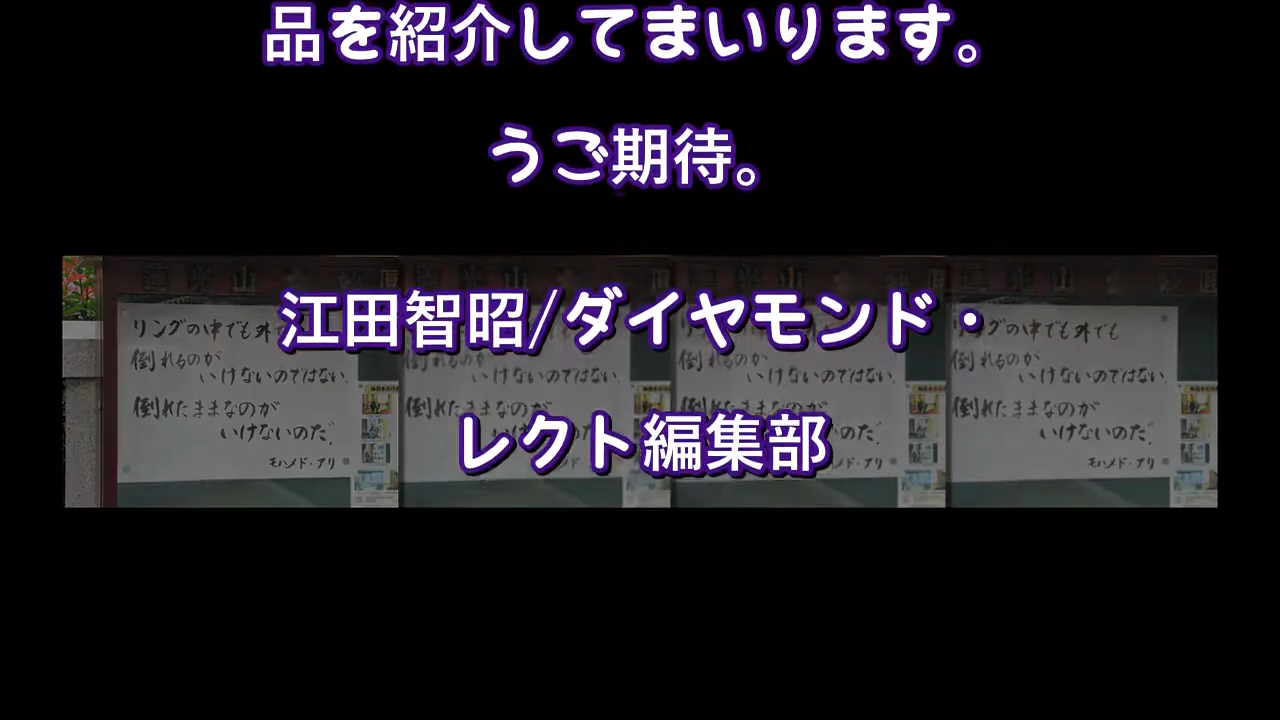 品を紹介してまいります。
うご期待。
江田智昭/ダイヤモンド・
レクト編集部
リングの中でも外でも
倒れるのが
いけないのではない。
倒れたままなのが
いけないのだ。
モハメド・アリ